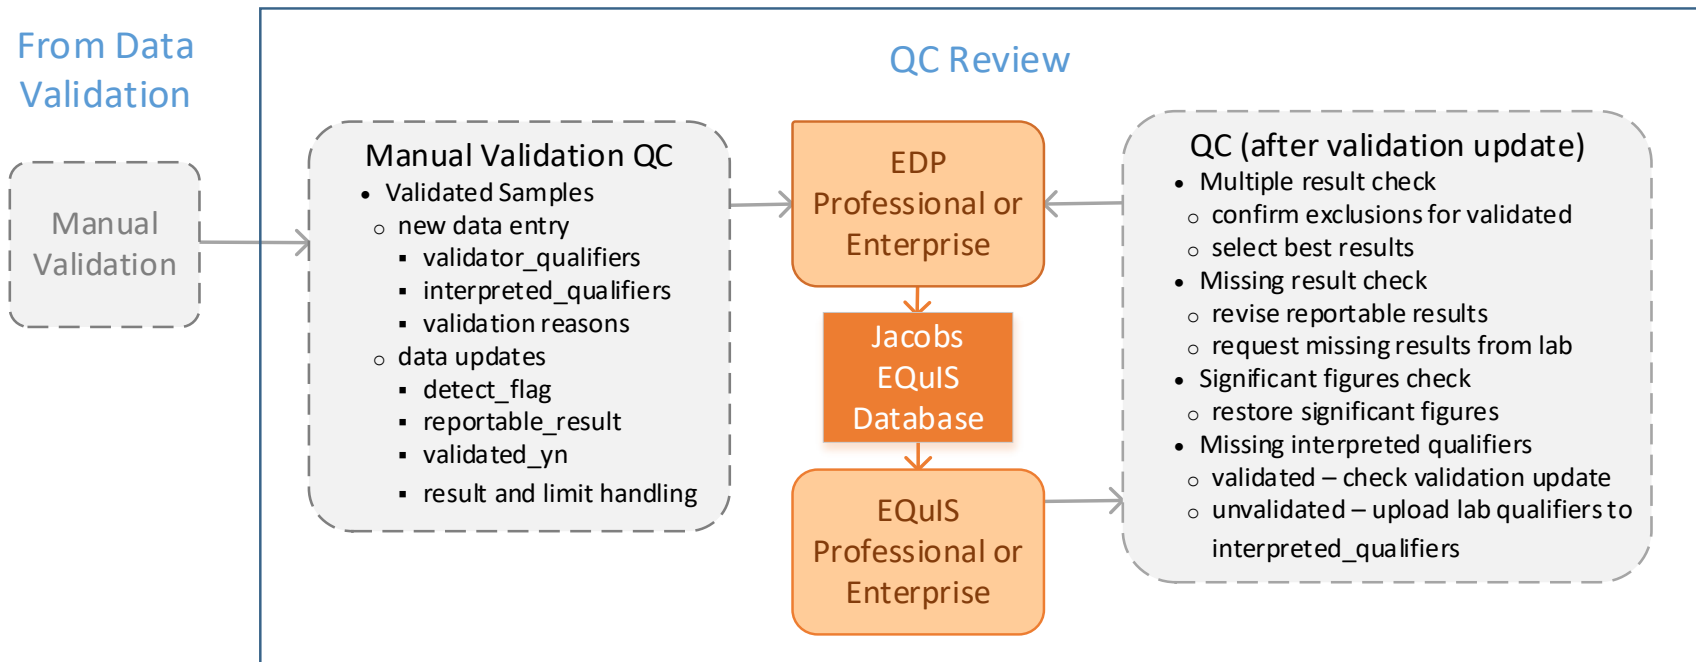 From Data
Validation
QC Review
Manual
Validation
Manual Validation QC
• Validated Samples
o new data entry
▪ validator_qualifiers
▪ interpreted_qualifiers
▪ validation reasons
o data updates
▪ detect_flag
▪ reportable_result
▪ validated_yn
▪ result and limit handling
EDP
Professional or
Enterprise
Jacobs
EQuIS
Database
EQuIS
Professional or
Enterprise
QC (after validation update)
• Multiple result check
o confirm exclusions for validated
o select best results
• Missing result check
o revise reportable results
o request missing results from lab
• Significant figures check
o restore significant figures
• Missing interpreted qualifiers
o validated – check validation update
o unvalidated – upload lab qualifiers to
interpreted_qualifiers